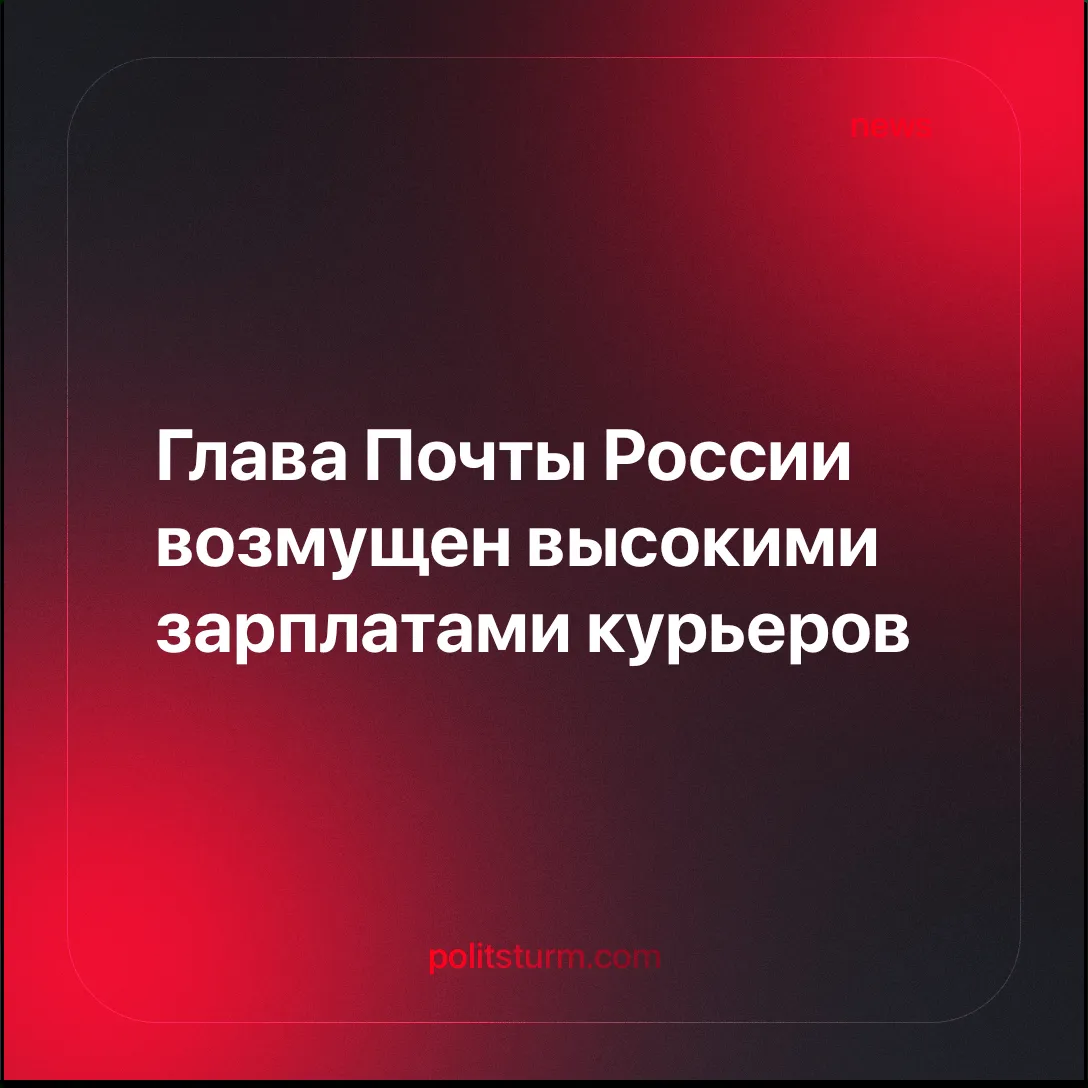 news
Глава Почты России
возмущен высокими
зарплатами курьеров
politsturm.com